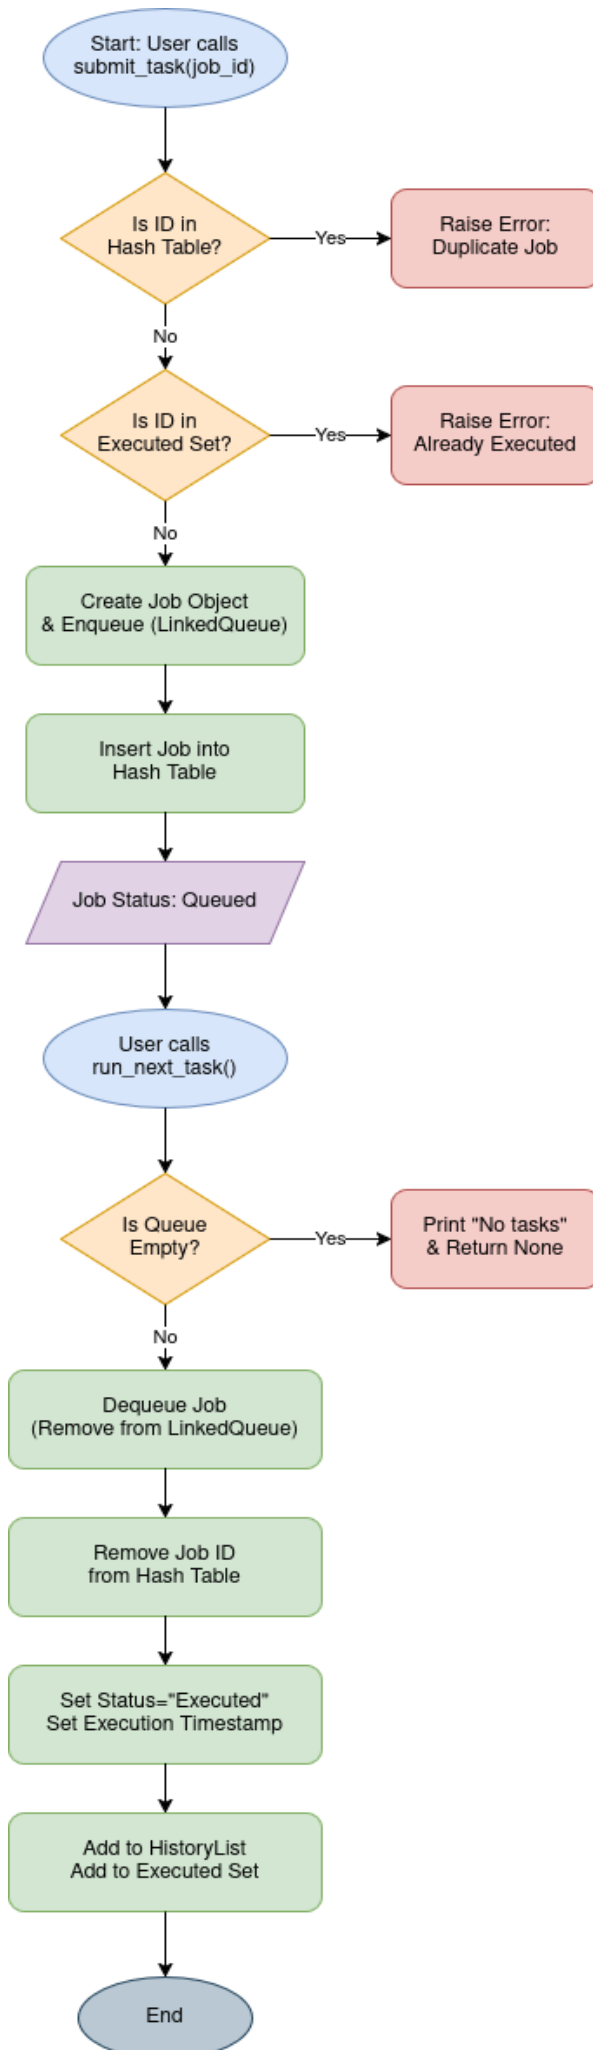 Start: User calls
submit_task(job_id)
Is ID in
Hash Table?
Yes
Raise Error:
Duplicate Job
No
Is ID in
Executed Set?
Yes
Raise Error:
Already Executed
No
Create Job Object
& Enqueue (LinkedQueue)
Insert Job into
Hash Table
Job Status: Queued
User calls
run_next_task()
Is Queue
Empty?
Yes
Print "No tasks"
& Return None
No
Dequeue Job
(Remove from LinkedQueue)
Remove Job ID
from Hash Table
Set Status="Executed"
Set Execution Timestamp
Add to HistoryList
Add to Executed Set
End